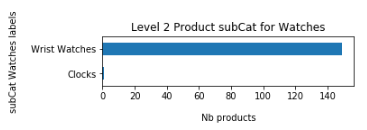 Level 2 Product subCat for Watches
subCat Watches labels
Wrist Watches
Clocks
0 20 40 60 80 100 120 140
Nb products